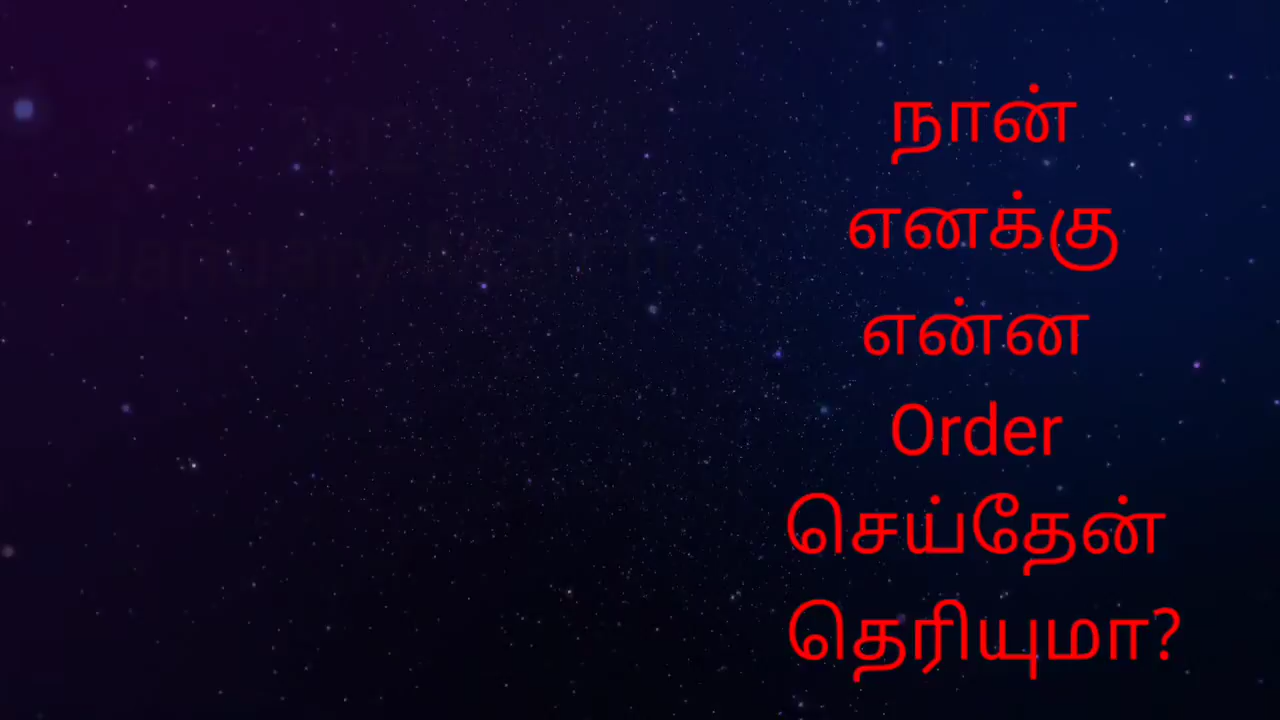 நான்
எனக்கு
என்ன
Order
செய்தேன்
தெரியுமா?